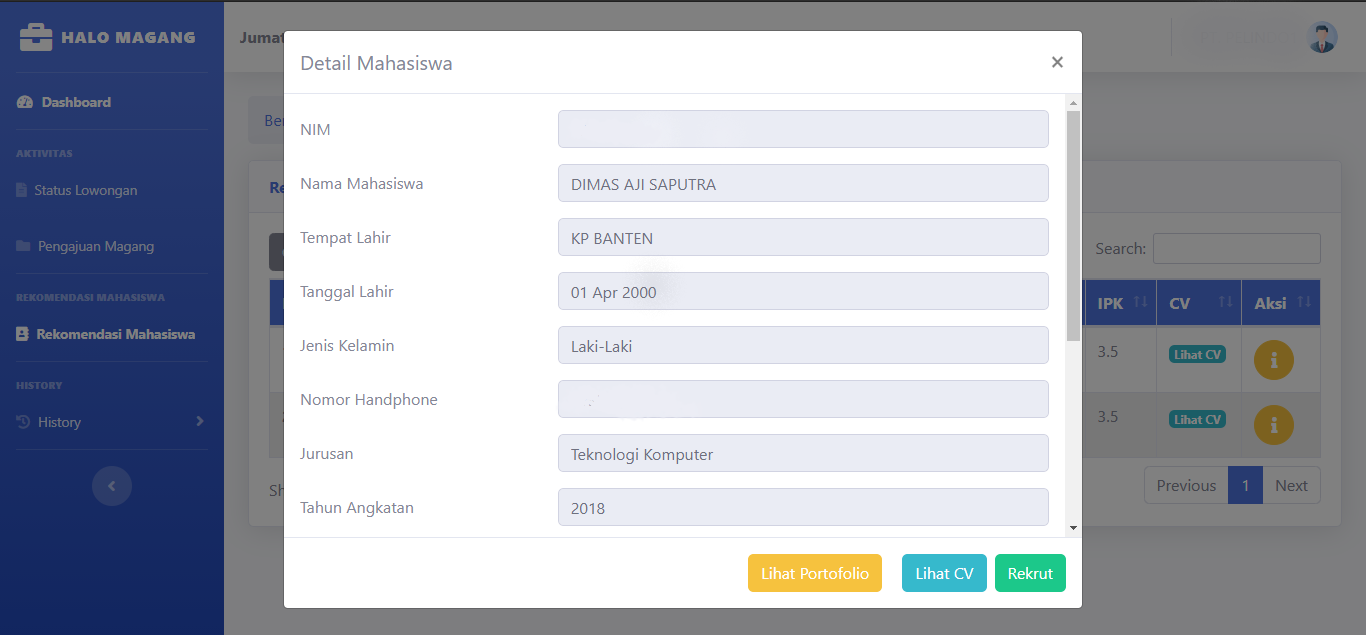 HALO MAGANG
Jumat
Dashboard
AKTIVITAS
Status Lowongan
Pengajuan Magang
REKOMENDASI MAHASISWA
Rekomendasi Mahasiswa
HISTORY
History
Detail Mahasiswa
×
NIM
Nama Mahasiswa DIMAS AJI SAPUTRA
Tempat Lahir KP BANTEN
Tanggal Lahir 01 Apr 2000
Jenis Kelamin Laki-Laki
Nomor Handphone
Jurusan Teknologi Komputer
Tahun Angkatan 2018
Lihat Portofolio Lihat CV Rekrut
Search:
IPK CV Aksi
3.5 Lihat CV
3.5 Lihat CV
Previous 1 Next